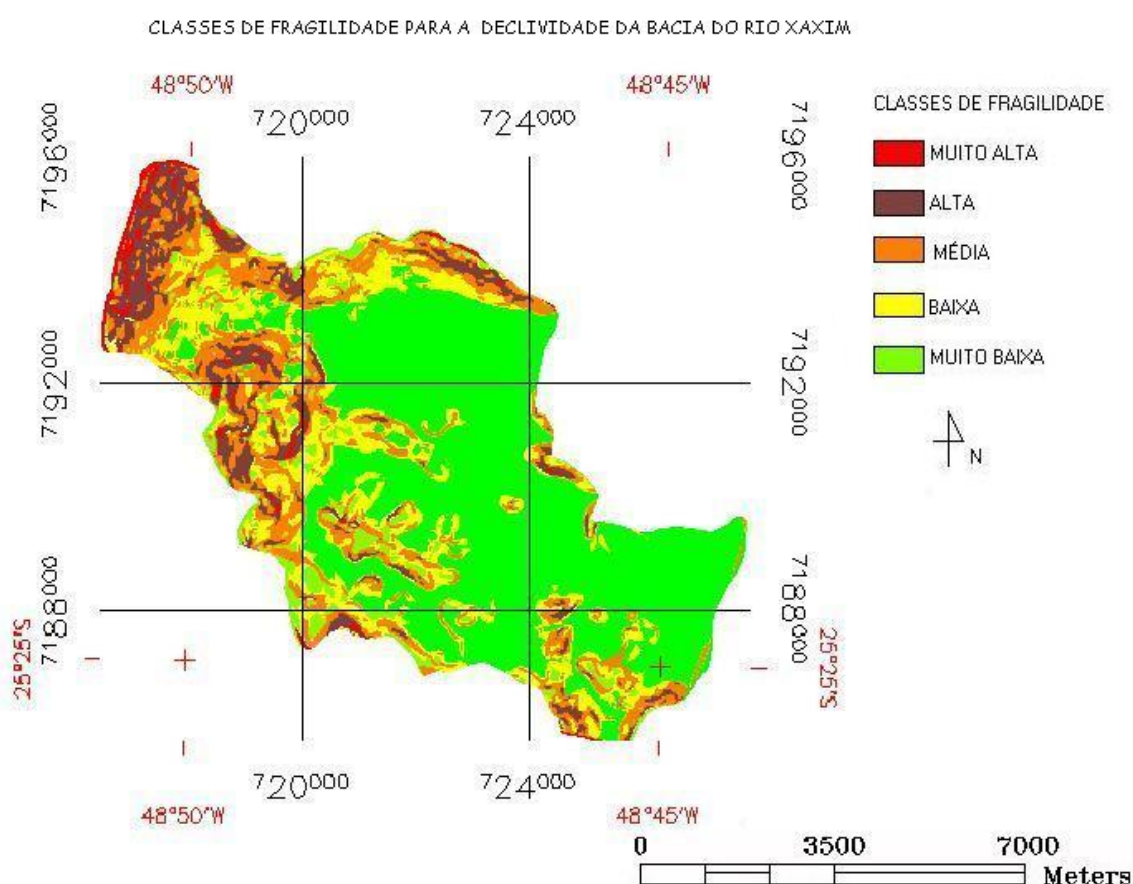 CLASSES DE FRAGILIDADE PARA A DECLIVIDADE DA BACIA DO RIO XAXIM
48°50'W
48°45'W
720000
724000
7196000
7196000
CLASSES DE FRAGILIDADE
MUITO ALTA
ALTA
MÉDIA
BAIXA
MUITO BAIXA
N
7192000
7192000
7188000
7188000
25°25'S
25°25'S
720000
724000
48°50'W
48°45'W
0 3500 7000
Meters